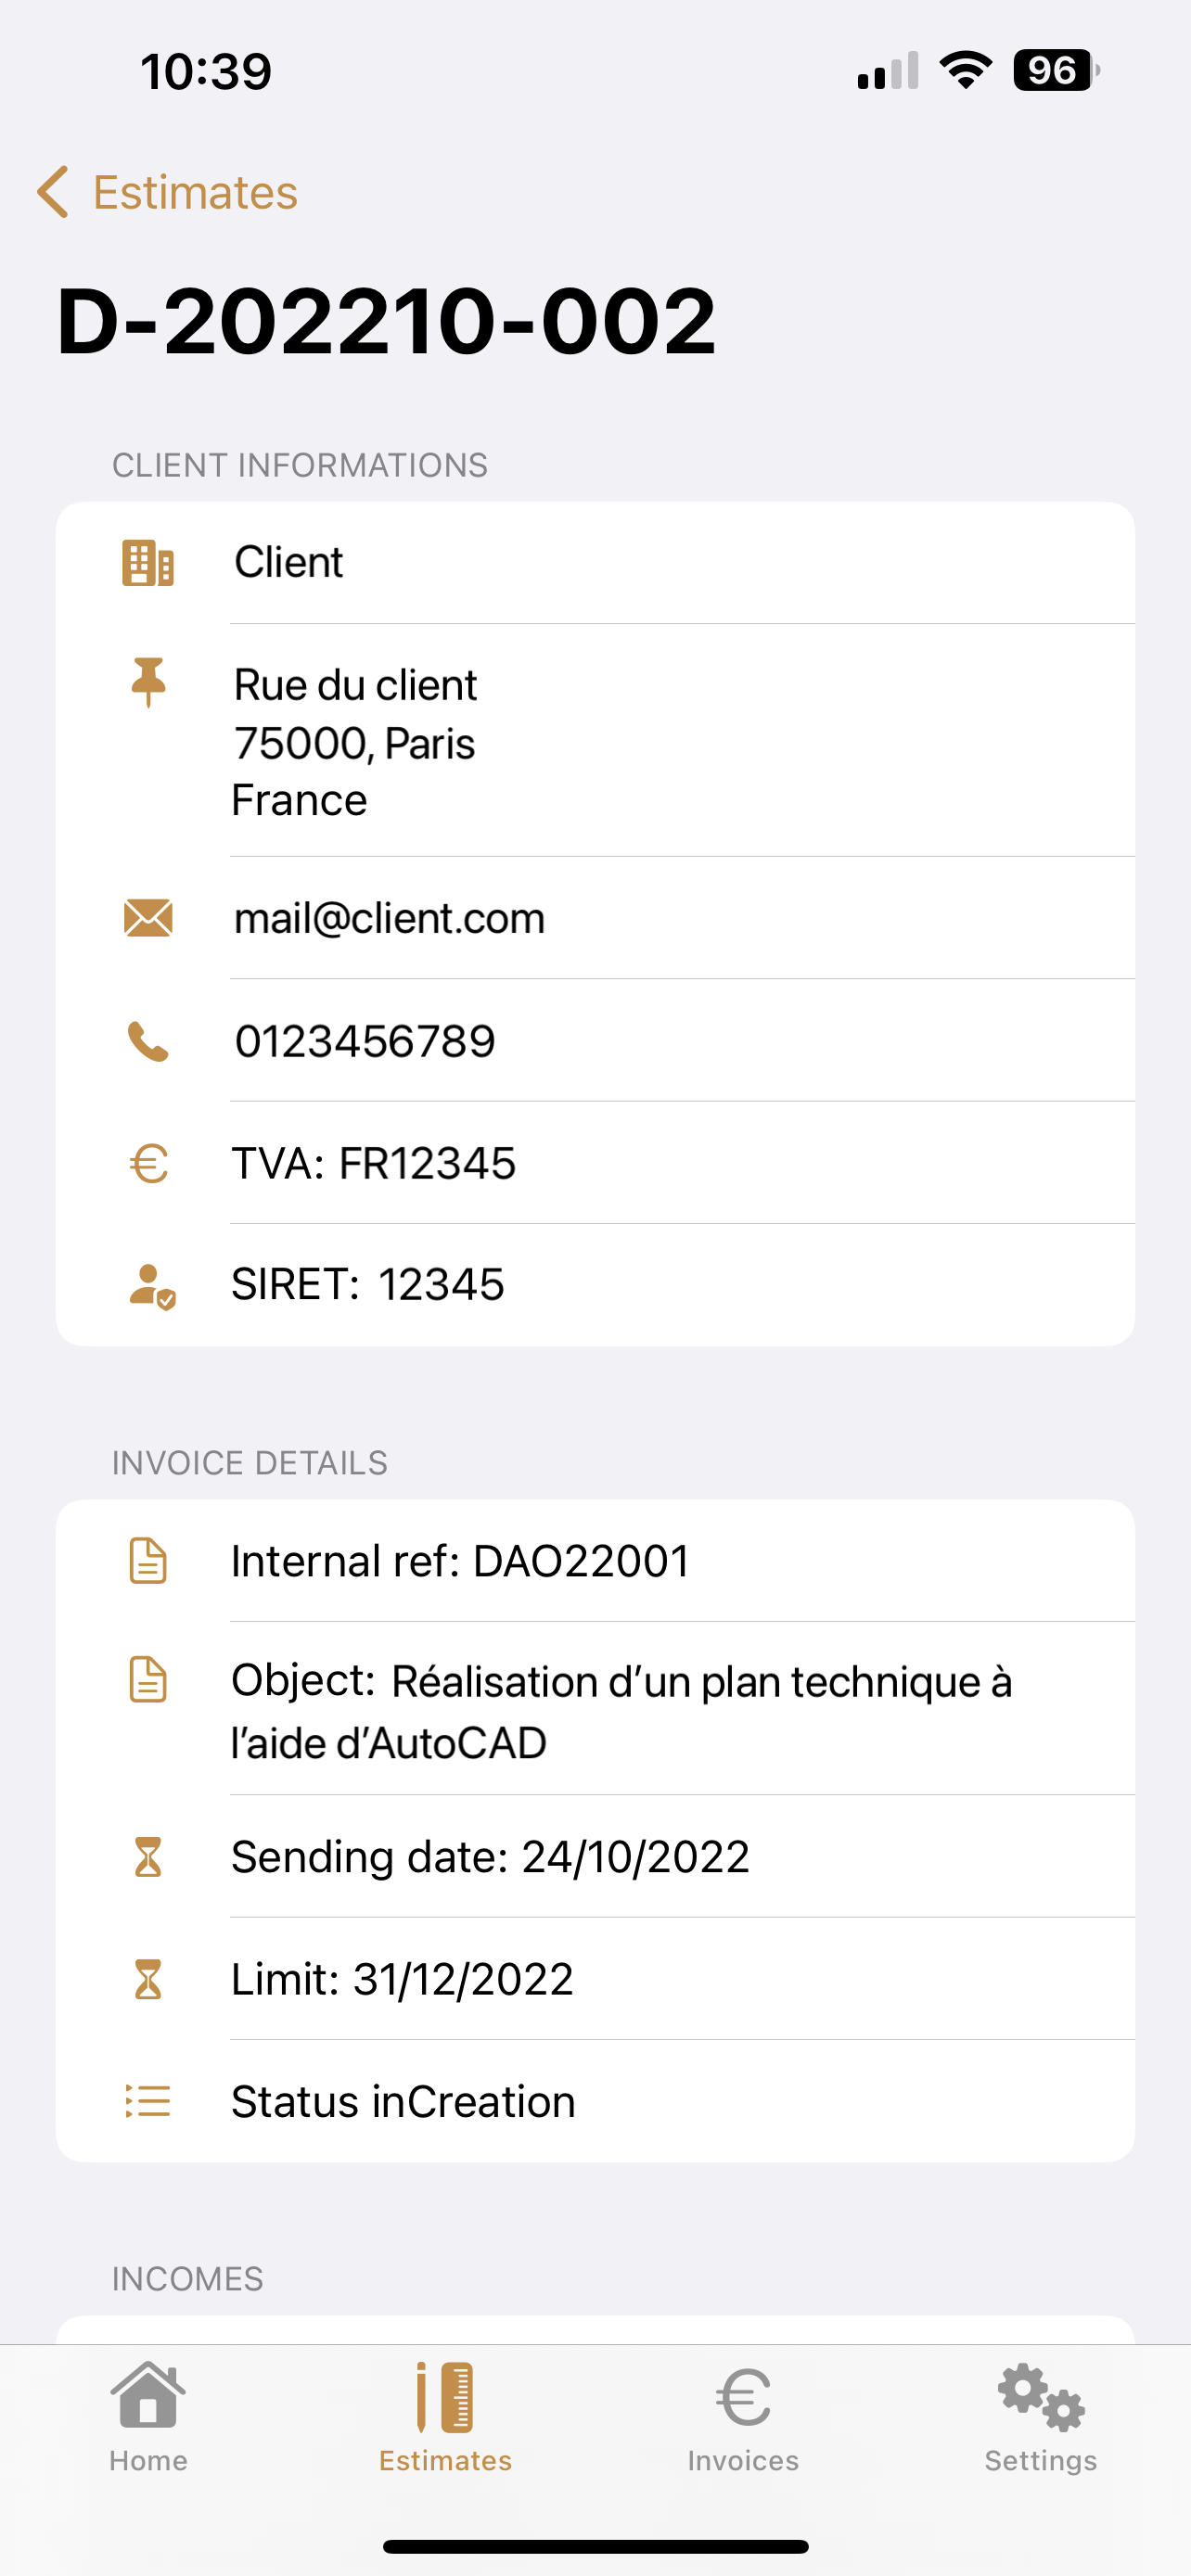 10:39
96
Estimates
D-202210-002
CLIENT INFORMATIONS
Client
Rue du client
75000, Paris
France
mail@client.com
0123456789
TVA: FR12345
SIRET: 12345
INVOICE DETAILS
Internal ref: DAO22001
Object: Réalisation d’un plan technique à
l’aide d’AutoCAD
Sending date: 24/10/2022
Limit: 31/12/2022
Status inCreation
INCOMES
Home
Estimates
Invoices
Settings